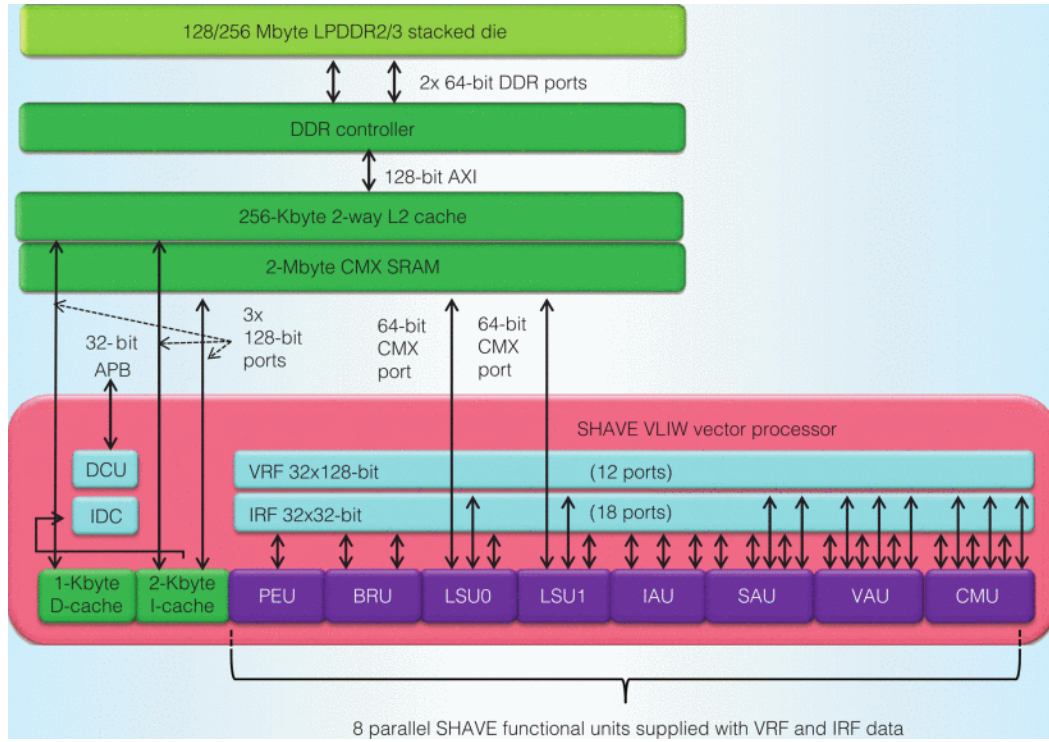 128/256 Mbyte LPDDR2/3 stacked die
2x 64-bit DDR ports
DDR controller
128-bit AXI
256-Kbyte 2-way L2 cache
2-Mbyte CMX SRAM
32-bit
APB
3x
128-bit
ports
64-bit
CMX
port
64-bit
CMX
port
SHAVE VLIW vector processor
DCU
VRF 32x128-bit (12 ports)
IDC
IRF 32x32-bit (18 ports)
1-Kbyte
D-cache
2-Kbyte
I-cache
PEU
BRU
LSU0
LSU1
IAU
SAU
VAU
CMU
8 parallel SHAVE functional units supplied with VRF and IRF data